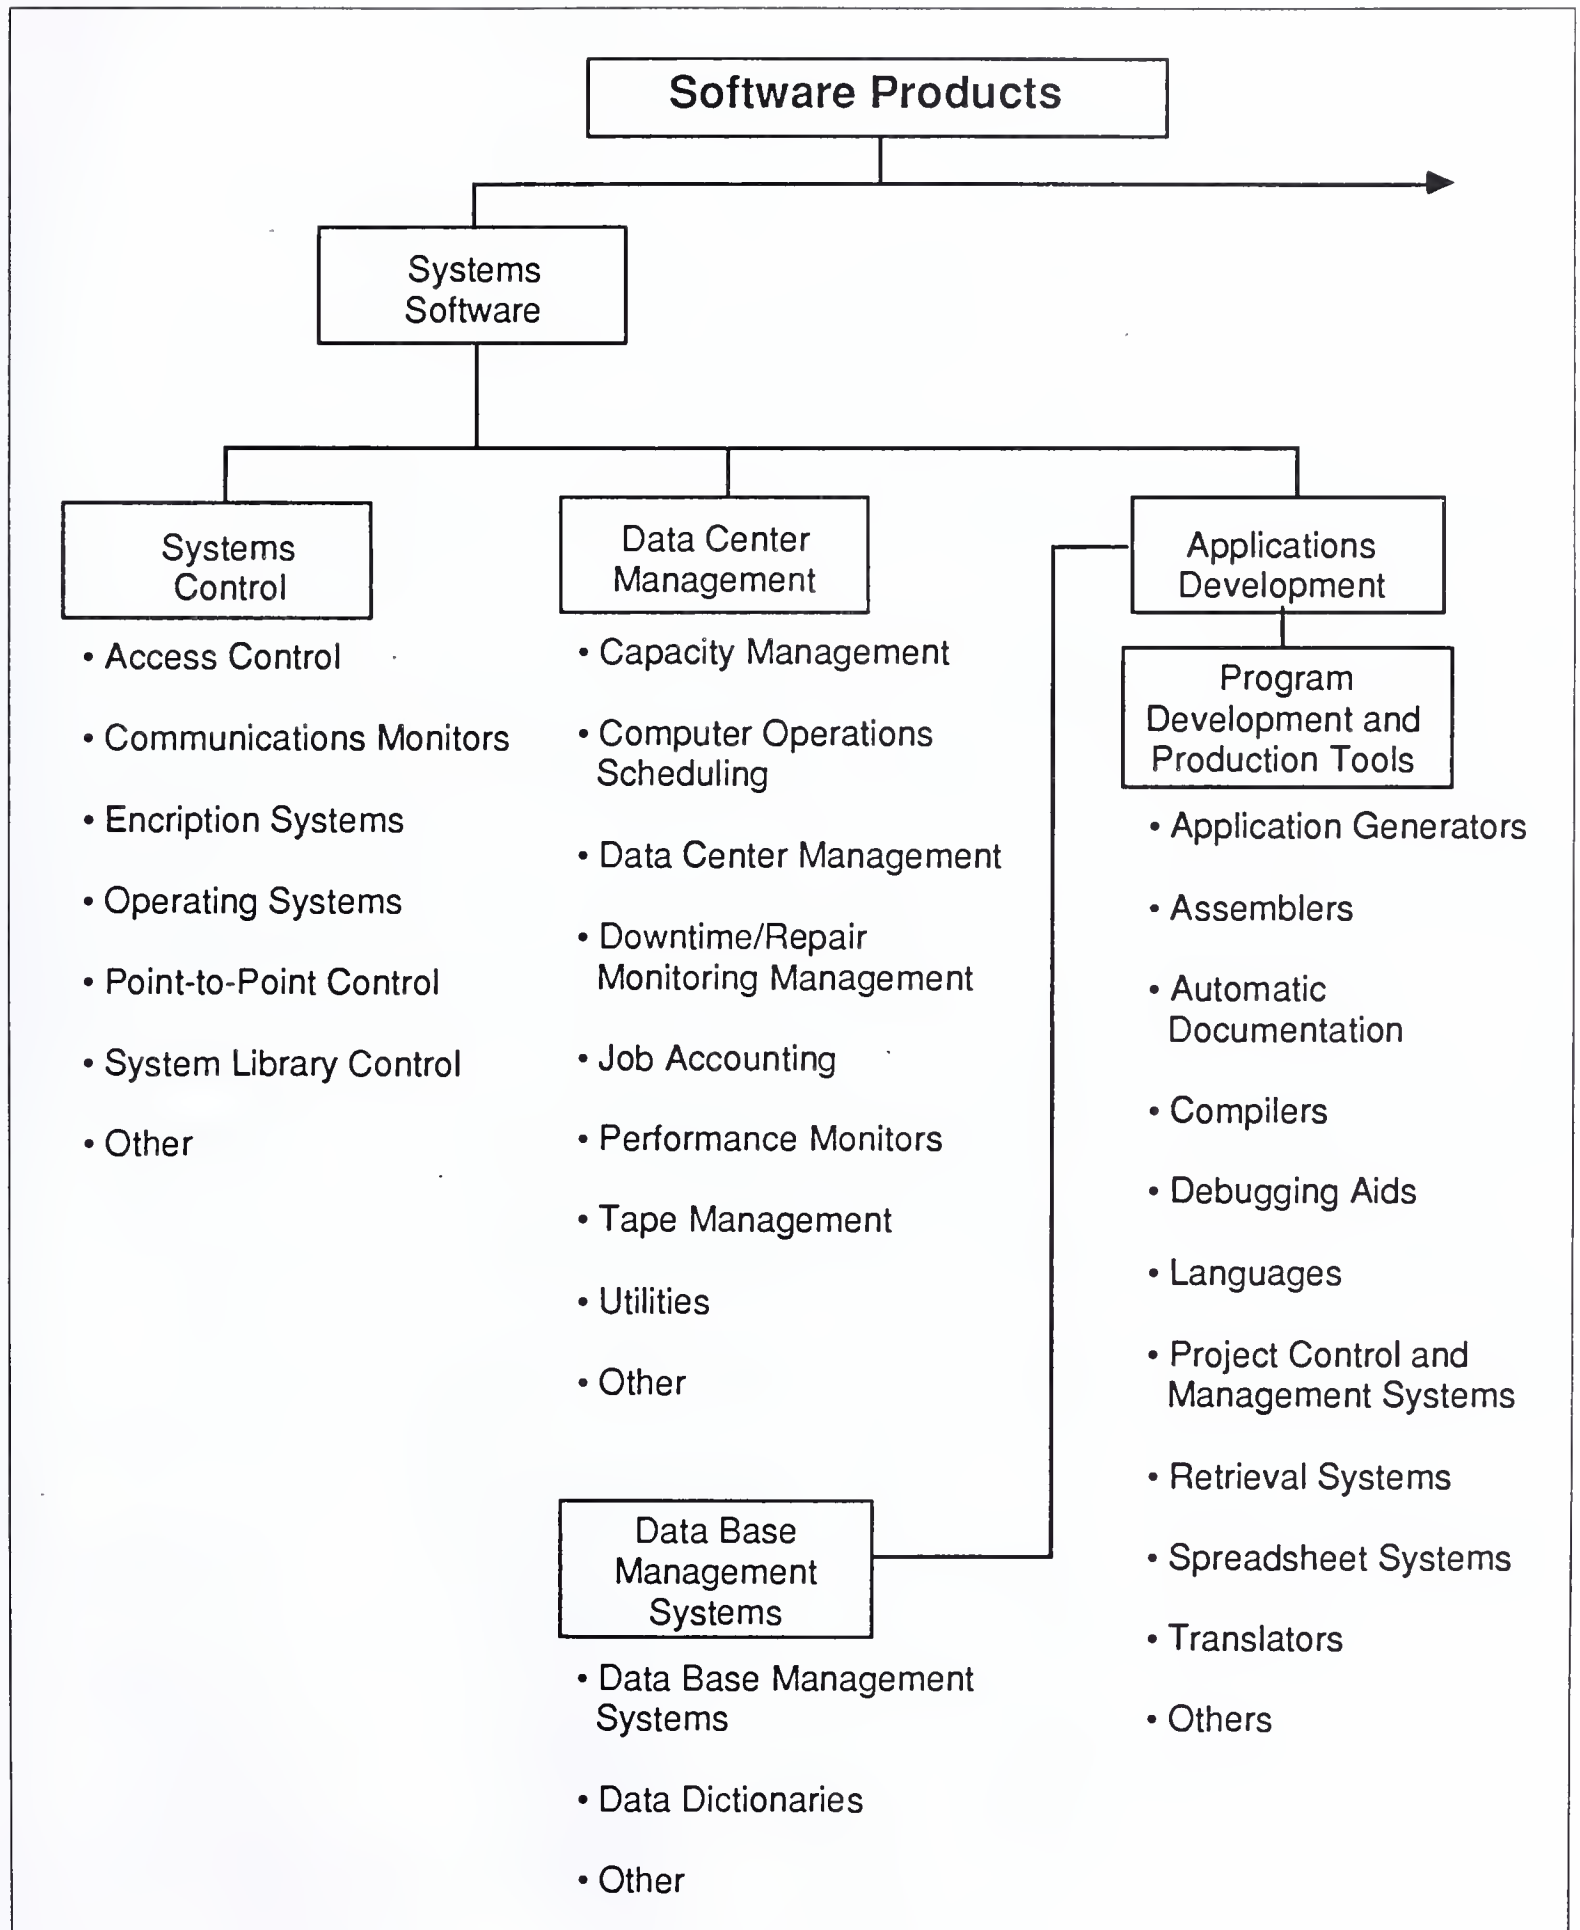 Software Products
Systems
Software
Systems
Control
• Access Control
• Communications Monitors
• Encription Systems
• Operating Systems
• Point-to-Point Control
• System Library Control
• Other
Data Center
Management
• Capacity Management
• Computer Operations
Scheduling
• Data Center Management
• Downtime/Repair
Monitoring Management
• Job Accounting
• Performance Monitors
• Tape Management
• Utilities
• Other
Applications
Development
Program
Development and
Production Tools
• Application Generators
• Assemblers
• Automatic
Documentation
• Compilers
• Debugging Aids
• Languages
• Project Control and
Management Systems
• Retrieval Systems
• Spreadsheet Systems
• Translators
• Others
Data Base
Management
Systems
• Data Base Management
Systems
• Data Dictionaries
• Other